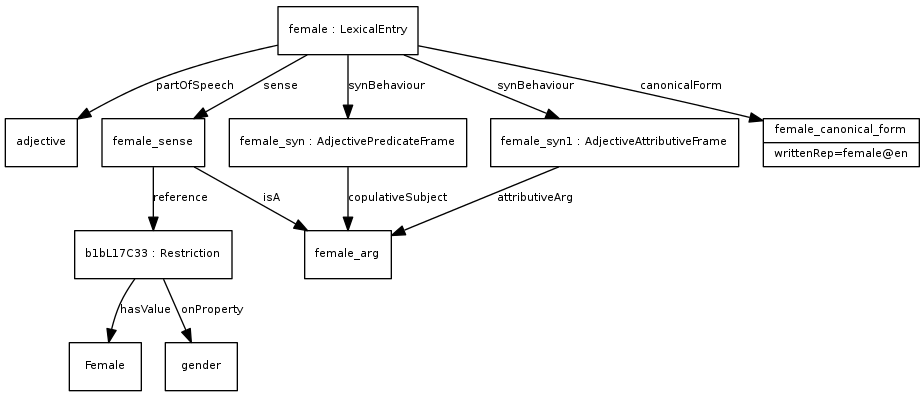 female : LexicalEntry
partOfSpeech
sense
synBehaviour
synBehaviour
canonicalForm
adjective
female_sense
female_syn : AdjectivePredicateFrame
female_syn1 : AdjectiveAttributiveFrame
female_canonical_form
writtenRep=female@en
reference
isA
copulativeSubject
attributiveArg
b1bL17C33 : Restriction
female_arg
hasValue
onProperty
Female
gender